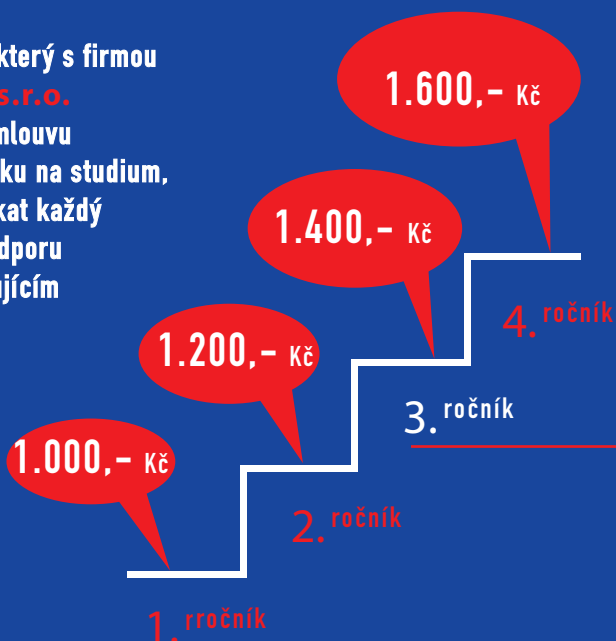 který s firmou
s.r.o.
mlouvu
ku na studium,
kat každý
dporu
jícím
1.600,- Kč
1.400,- Kč
1.200,- Kč
1.000,- Kč
4. ročník
3. ročník
2. ročník
1. rročník